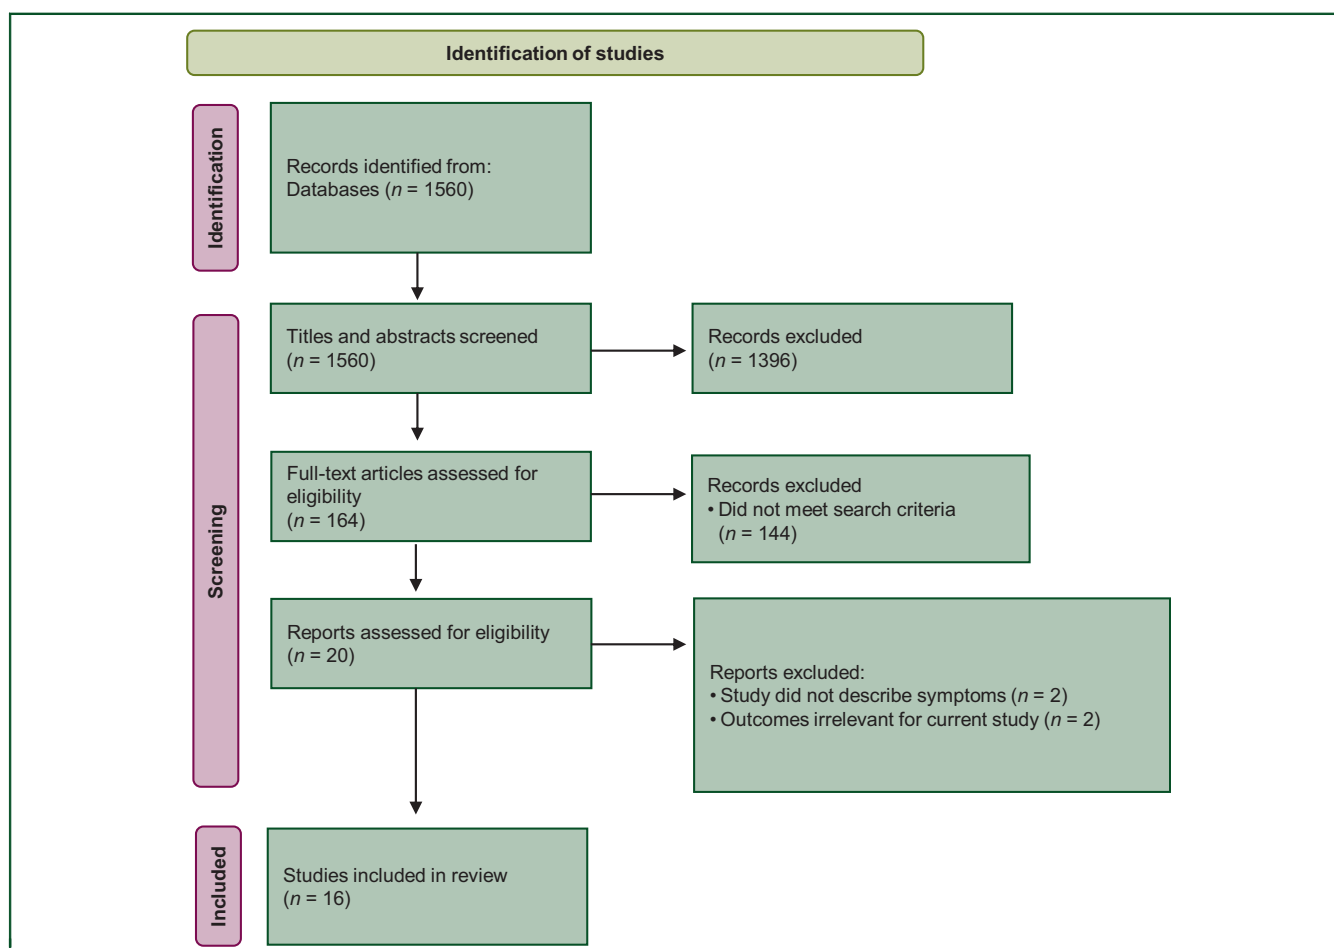 Identification of studies
Identification
Records identified from:
Databases (n = 1560)
Screening
Titles and abstracts screened
(n = 1560)
Records excluded
(n = 1396)
Full-text articles assessed for
eligibility
(n = 164)
Records excluded
• Did not meet search criteria
(n = 144)
Reports assessed for eligibility
(n = 20)
Reports excluded:
• Study did not describe symptoms (n = 2)
• Outcomes irrelevant for current study (n = 2)
Included
Studies included in review
(n = 16)